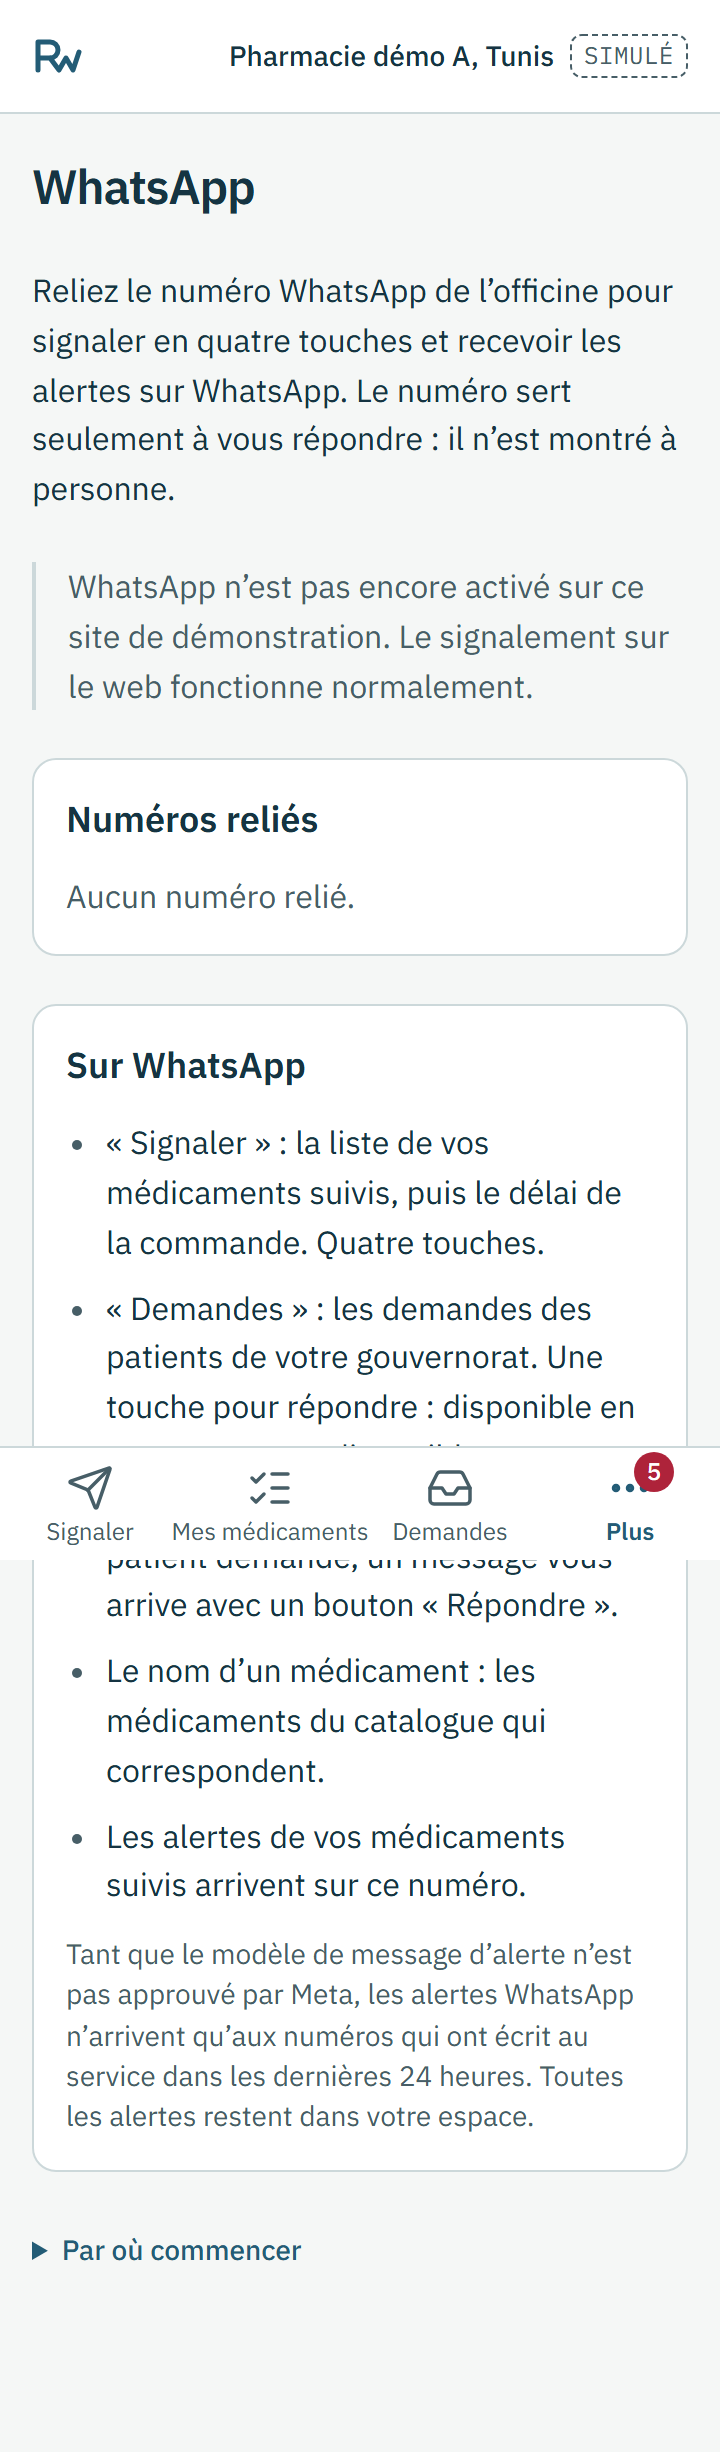 RW
Pharmacie démo A, Tunis
SIMULÉ
WhatsApp
Reliez le numéro WhatsApp de l’officine pour
signaler en quatre touches et recevoir les
alertes sur WhatsApp. Le numéro sert
seulement à vous répondre : il n’est montré à
personne.
WhatsApp n’est pas encore activé sur ce
site de démonstration. Le signalement sur
le web fonctionne normalement.
Numéros reliés
Aucun numéro relié.
Sur WhatsApp
« Signaler » : la liste de vos
médicaments suivis, puis le délai de
la commande. Quatre touches.
« Demandes » : les demandes des
patients de votre gouvernorat. Une
touche pour répondre : disponible en
5
Signaler
Mes médicaments
Demandes
Plus
patient demande, un message vous
arrive avec un bouton « Répondre ».
Le nom d’un médicament : les
médicaments du catalogue qui
correspondent.
Les alertes de vos médicaments
suivis arrivent sur ce numéro.
Tant que le modèle de message d’alerte n’est
pas approuvé par Meta, les alertes WhatsApp
n’arrivent qu’aux numéros qui ont écrit au
service dans les dernières 24 heures. Toutes
les alertes restent dans votre espace.
Par où commencer